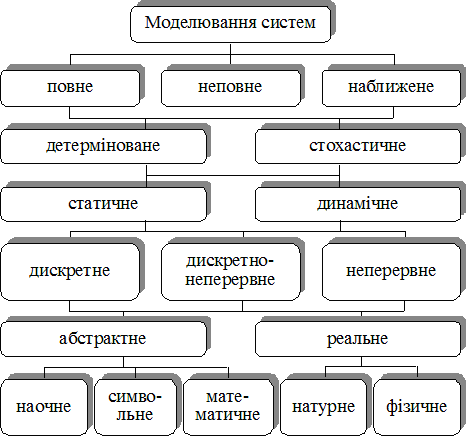 Моделювання систем
повне
неповне
наближене
детерміноване
стохастичне
статичне
динамічне
дискретне
дискретно-
неперервне
неперервне
абстрактне
реальне
наочне
симво-
льне
мате-
матичне
натурне
фізичне